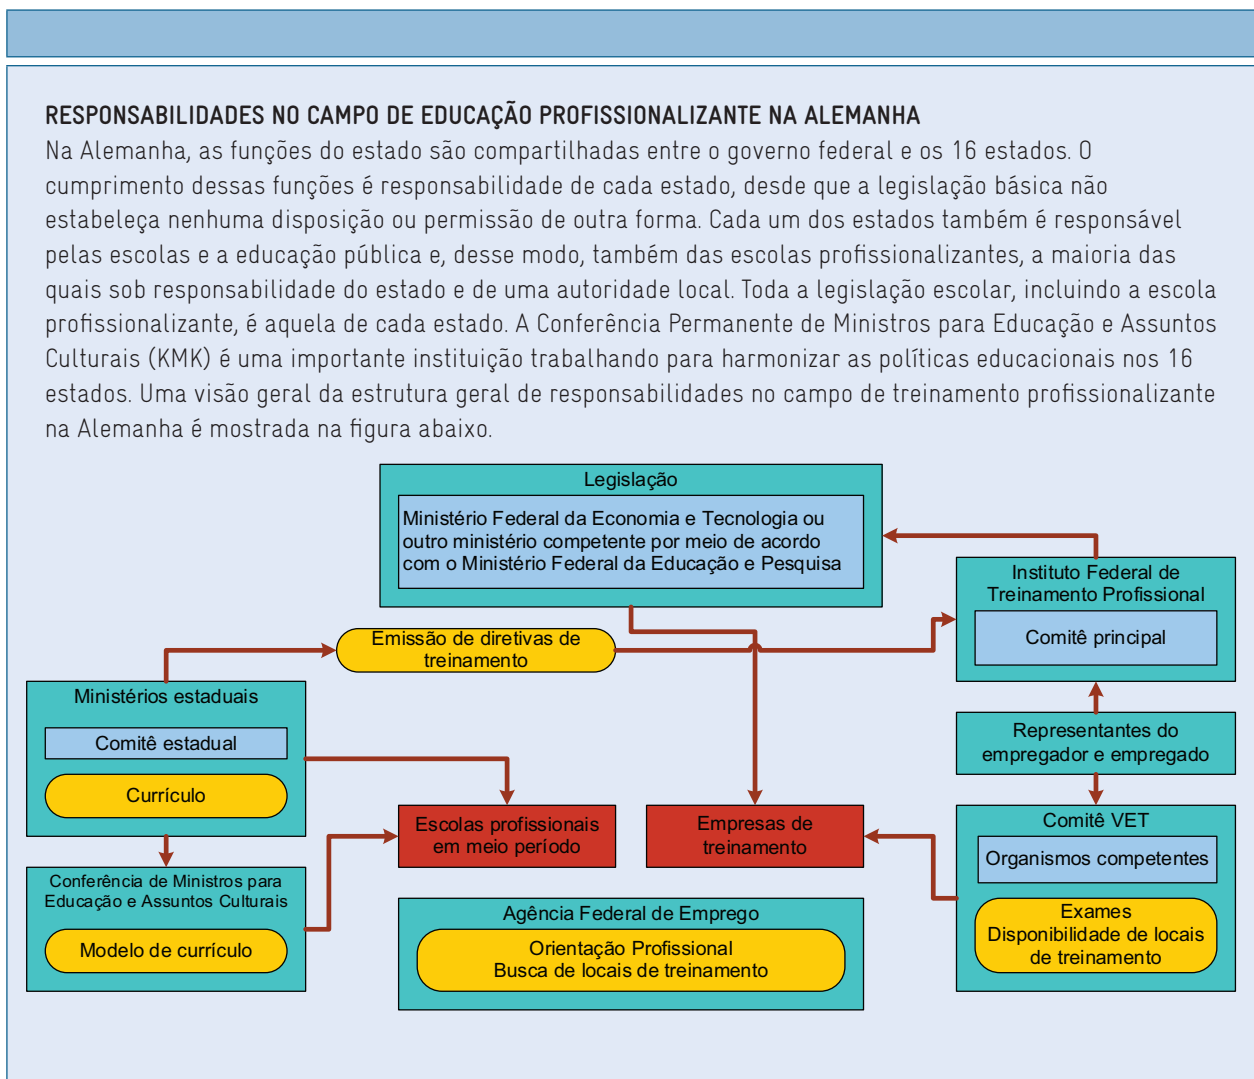 RESPONSABILIDADES NO CAMPO DE EDUCAÇÃO PROFISSIONALIZANTE NA ALEMANHA
Na Alemanha, as funções do estado são compartilhadas entre o governo federal e os 16 estados. O
cumprimento dessas funções é responsabilidade de cada estado, desde que a legislação básica não
estabeleça nenhuma disposição ou permissão de outra forma. Cada um dos estados também é responsável
pelas escolas e a educação pública e, desse modo, também das escolas profissionalizantes, a maioria das
quais sob responsabilidade do estado e de uma autoridade local. Toda a legislação escolar, incluindo a escola
profissionalizante, é aquela de cada estado. A Conferência Permanente de Ministros para Educação e Assuntos
Culturais (KMK) é uma importante instituição trabalhando para harmonizar as políticas educacionais nos 16
estados. Uma visão geral da estrutura geral de responsabilidades no campo de treinamento profissionalizante
na Alemanha é mostrada na figura abaixo.
Legislação
Ministério Federal da Economia e Tecnologia ou
outro ministério competente por meio de acordo
com o Ministério Federal da Educação e Pesquisa
Instituto Federal de
Treinamento Profissional
Comitê principal
Emissão de diretivas de
treinamento
Ministérios estaduais
Comitê estadual
Currículo
Representantes do
empregador e empregado
Escolas profissionais
em meio período
Empresas de
treinamento
Comitê VET
Organismos competentes
Exames
Disponibilidade de locais
de treinamento
Conferência de Ministros para
Educação e Assuntos Culturais
Modelo de currículo
Agência Federal de Emprego
Orientação Profissional
Busca de locais de treinamento